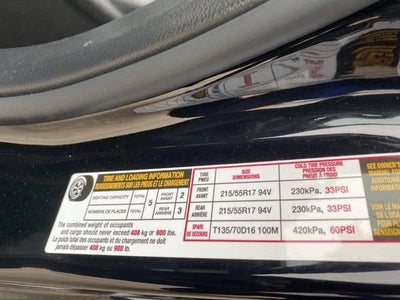 TIRE AND LOADING INFORMATION
RENSEIGNEMENTS SUR LES PNEUS ET LE CHARGEMENT
SEATING CAPACITY TOTAL 5 FRONT AVANT 2
NOMBRE DE PLACES TOTAL REAR ARRIÈRE 3
The combined weight of occupants
and cargo should never exceed 408 kg or 900 lbs.
Le poids total des occupants et du chargement ne doit
jamais dépasser 408 kg ou 900 lb.
TIRE PNEU SIZE DIMENSIONS COLD TIRE PRESSURE
PRESSION DES PNEUS À FROID
FRONT AVANT 215/55R17 94V 230kPa, 33PSI
REAR ARRIÈRE 215/55R17 94V 230kPa, 33PSI
SPARE DE SECOURS T135/70D16 100M 420kPa, 60PSI
SEE OWNER'S
MANUAL
ADDITIONAL
INFORMATION